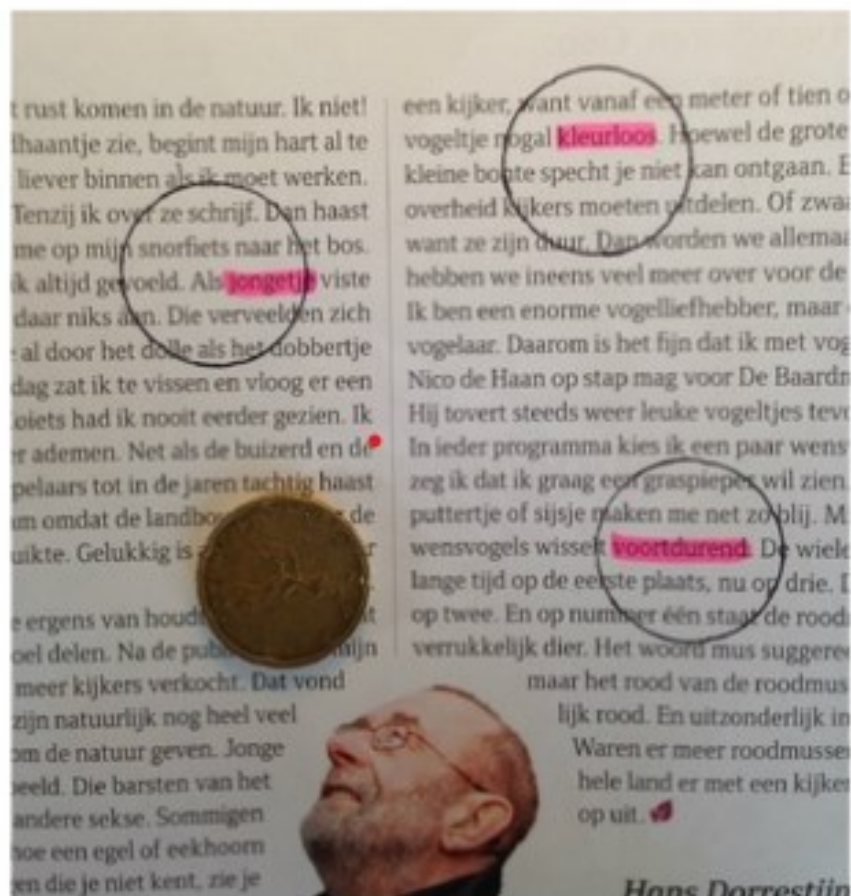 t rust komen in de natuur. Ik niet!
lhaantje zie, begint mijn hart al te
liever binnen als ik moet werken.
Tenzij ik over ze schrijf. Dan haast
me op mijn snorfiets naar het bos.
ik altijd gevoeld. Als jongetje viste
daar niks aan. Die verveelden zich
al door het dolle als het dobbertje
dag zat ik te vissen en vloog er een
oiets had ik nooit eerder gezien. Ik
er ademen. Net als de buizerd en de
pelaars tot in de jaren tachtig haast
um omdat de de
uikte. Gelukkig is
e ergens van
oel delen. Na de mijn
meer kijkers verkocht. Dat vond
zijn natuurlijk nog heel veel
om de natuur geven. Jonge
eeld. Die barsten van het
andere sekse. Sommigen
hoe een egel of eekhoorn
en die je niet kent, zie je
een kijker, want vanaf een meter of tien o
vogeltje nogal kleurloos. Hoewel de grote
kleine bonte specht je niet kan ontgaan. E
overheid kijkers moeten uitdelen. Of zwaa
want ze zijn duur. Dan worden we allemaa
hebben we ineens veel meer over voor de
Ik ben een enorme vogelliefhebber, maar
vogelaar. Daarom is het fijn dat ik met vog
Nico de Haan op stap mag voor De Baardm
Hij tovert steeds weer leuke vogeltjes tevo
In ieder programma kies ik een paar wens
zeg ik dat ik graag een graspieper wil zien.
puttertje of sijsje maken me net zo blij. M
wensvogels wisselt voortdurend. De wiele
lange tijd op de eerste plaats, nu op drie. D
op twee. En op nummer één staat de rood
verrukkelijk dier. Het woord mus suggeree
maar het rood van de roodmus
lijk rood. En uitzonderlijk in
Waren er meer roodmusse
hele land er met een kijker
op uit.
Hans Dorrestijn